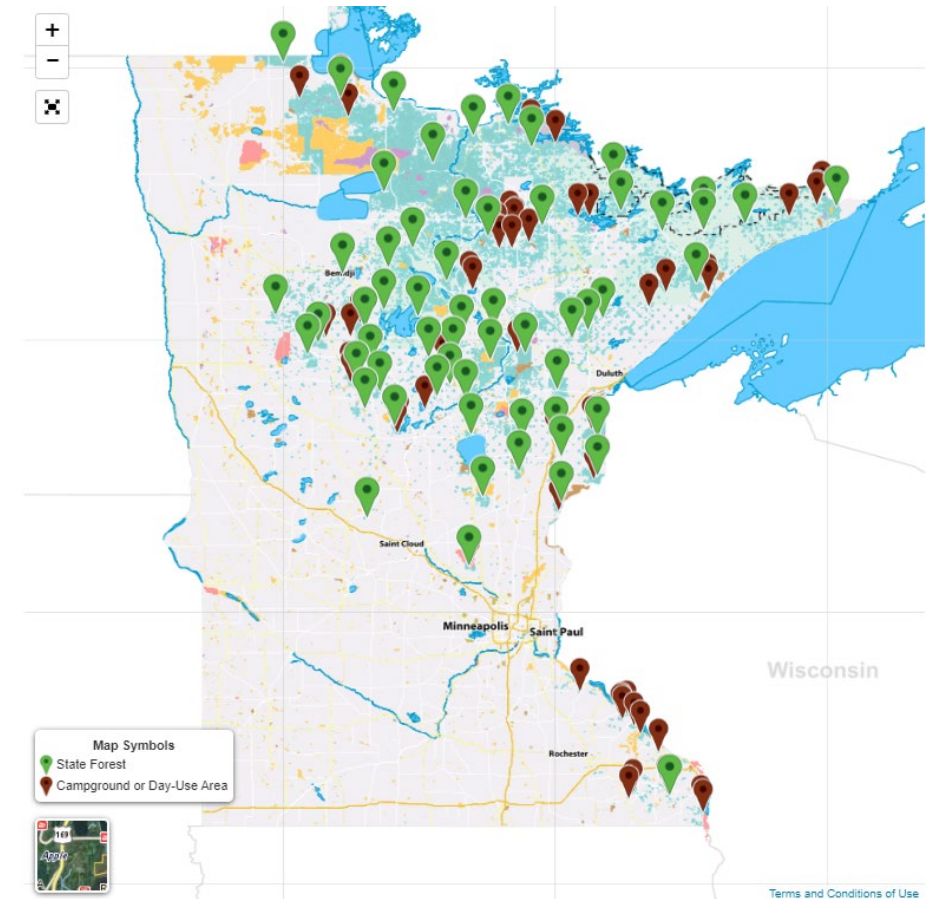 +
−
Bemidji
Duluth
Saint Cloud
Minneapolis
Saint Paul
Wisconsin
Rochester
Map Symbols
State Forest
Campground or Day-Use Area
169
Apple
Terms and Conditions of Use